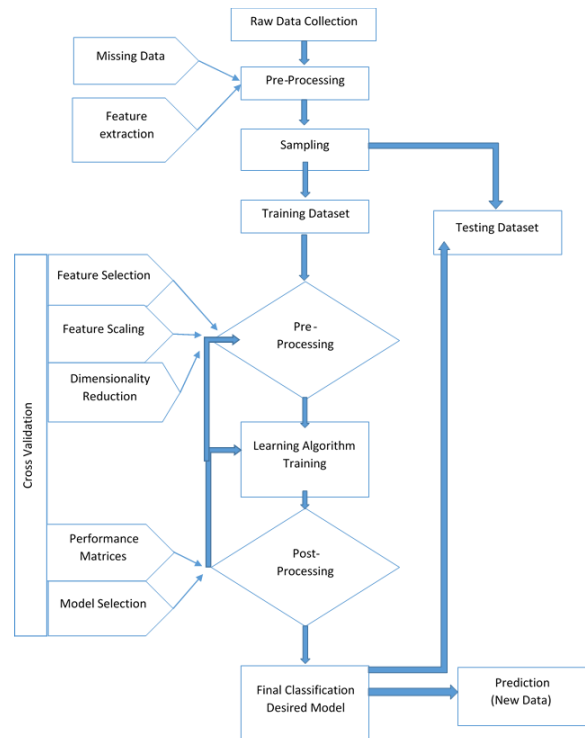 Raw Data Collection
Missing Data
Pre-Processing
Feature
extraction
Sampling
Training Dataset
Testing Dataset
Feature Selection
Feature Scaling
Pre-
Processing
Dimensionality
Reduction
Cross Validation
Learning Algorithm
Training
Performance
Matrices
Post-
Processing
Model Selection
Final Classification
Desired Model
Prediction
(New Data)